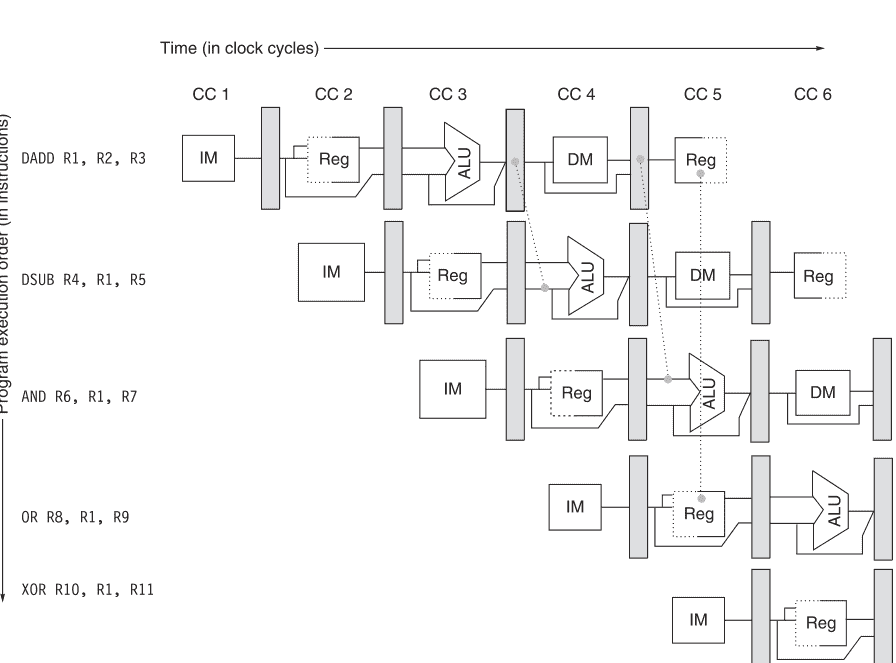 Time (in clock cycles)
CC 1 CC 2 CC 3 CC 4 CC 5 CC 6
Program execution order (in instructions)
DADD R1, R2, R3 IM Reg ALU DM Reg
DSUB R4, R1, R5 IM Reg ALU DM Reg
AND R6, R1, R7 IM Reg ALU DM
OR R8, R1, R9 IM Reg ALU
XOR R10, R1, R11 IM Reg